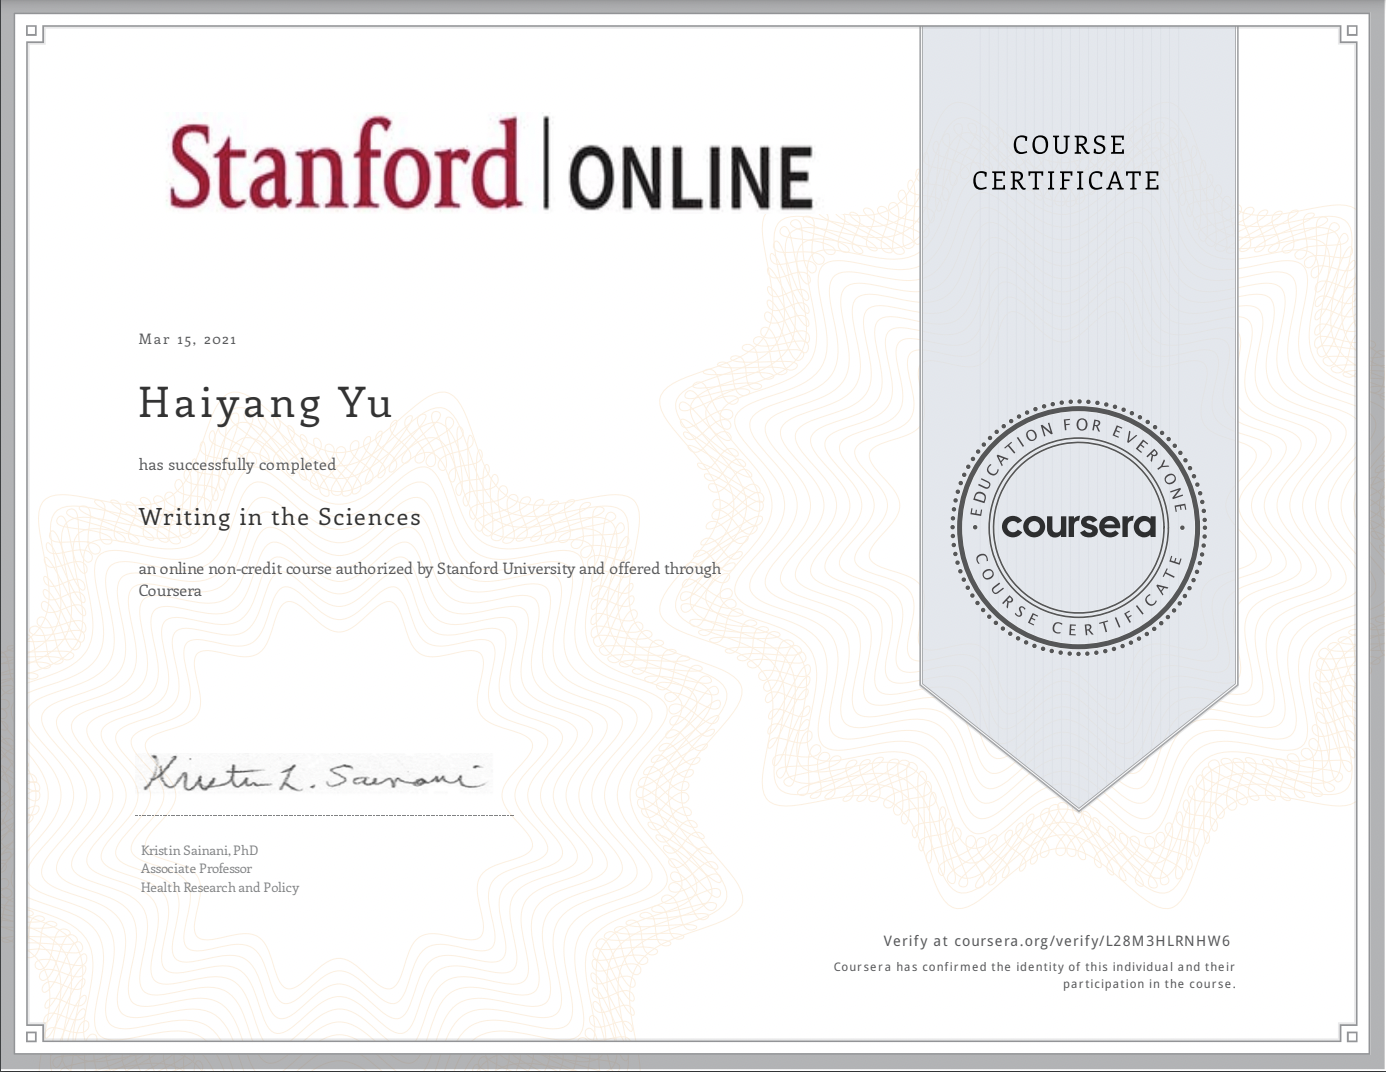 Stanford | ONLINE
COURSE
CERTIFICATE
Mar 15, 2021
Haiyang Yu
has successfully completed
Writing in the Sciences
an online non-credit course authorized by Stanford University and offered through
Coursera
EDUCATION FOR EVERYONE
coursera
COURSE CERTIFICATE
Kristin L. Sainani
Kristin Sainani, PhD
Associate Professor
Health Research and Policy
Verify at coursera.org/verify/L28M3HLRNHW6
Coursera has confirmed the identity of this individual and their
participation in the course.